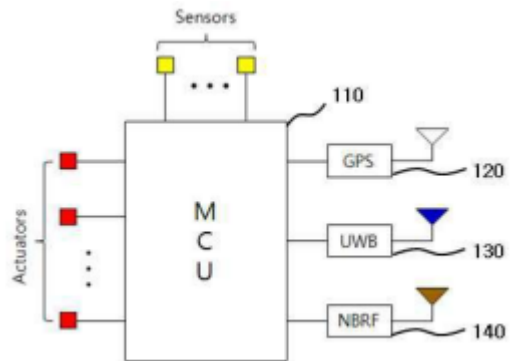 Sensors
110
GPS
120
Actuators
M
C
U
UWB
130
NBRF
140